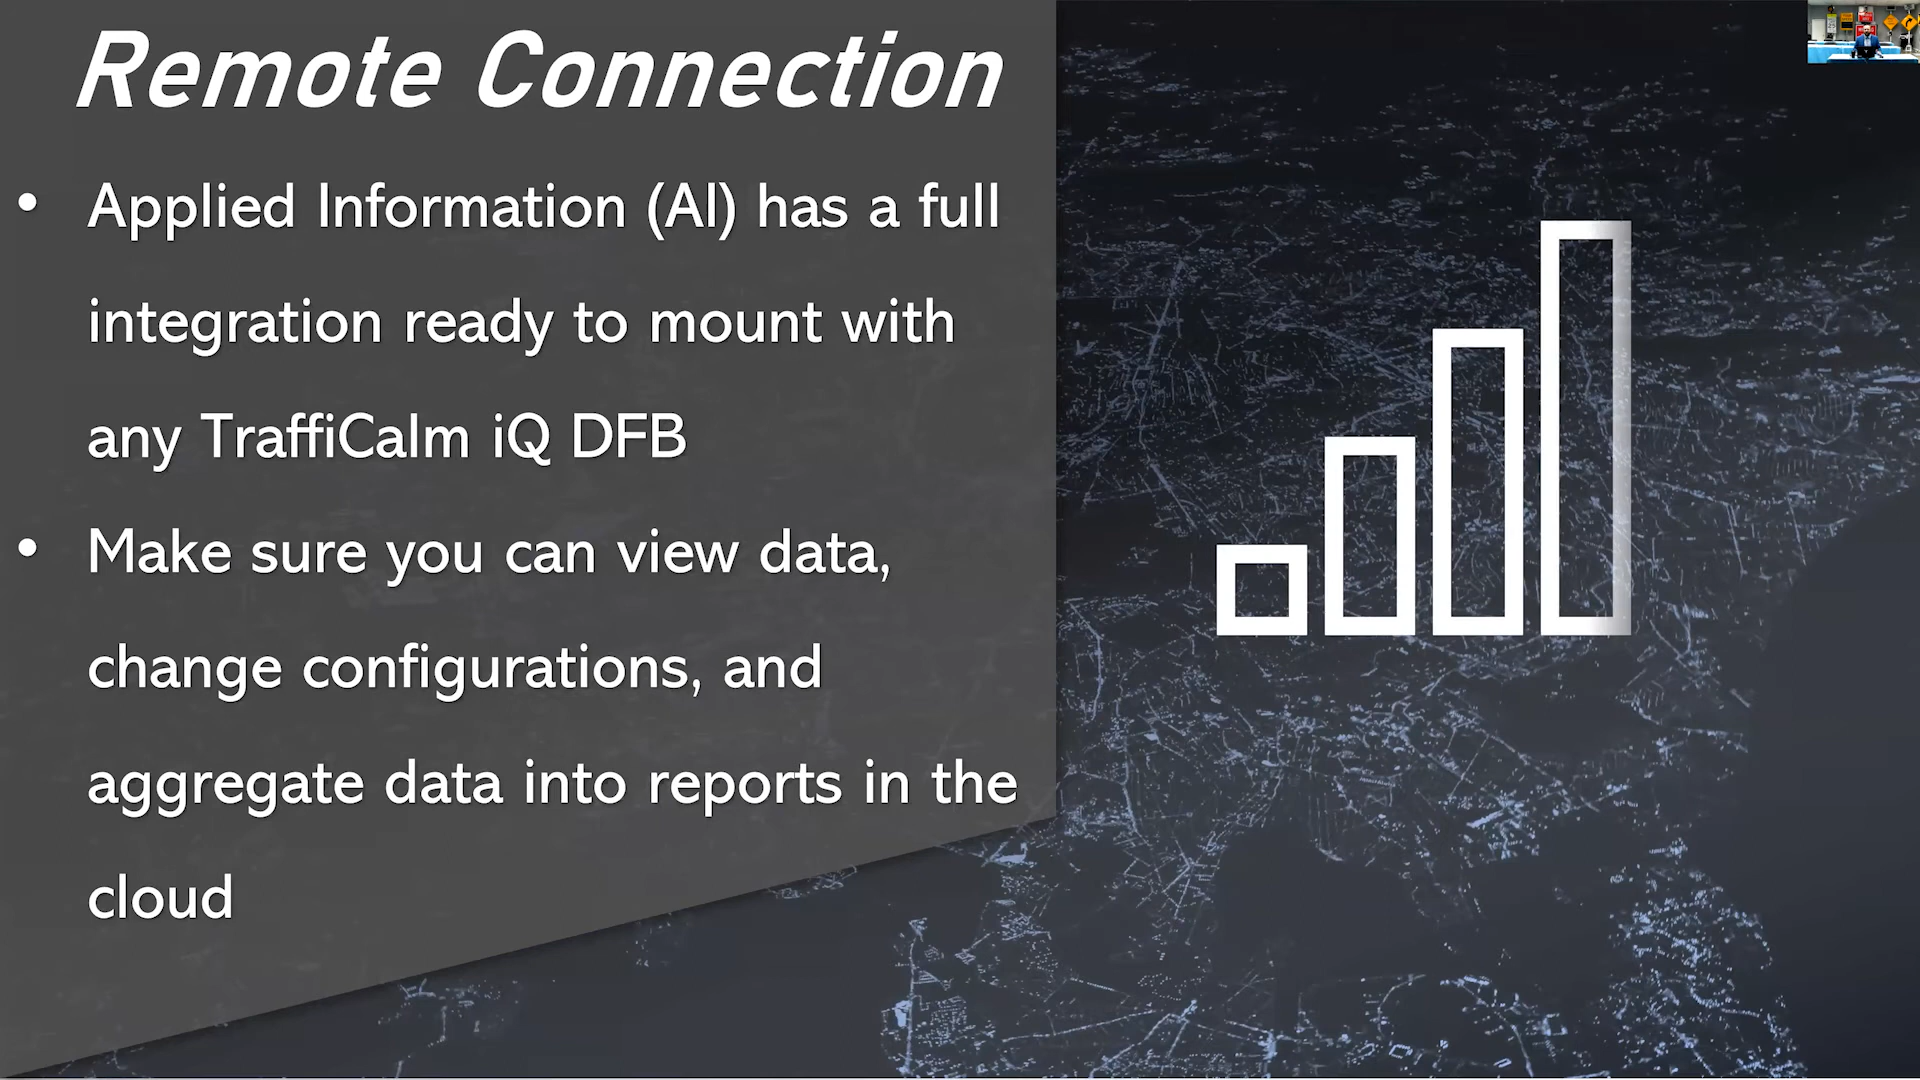 Remote Connection
• Applied Information (AI) has a full
integration ready to mount with
any TraffiCalm iQ DFB
• Make sure you can view data,
change configurations, and
aggregate data into reports in the
cloud